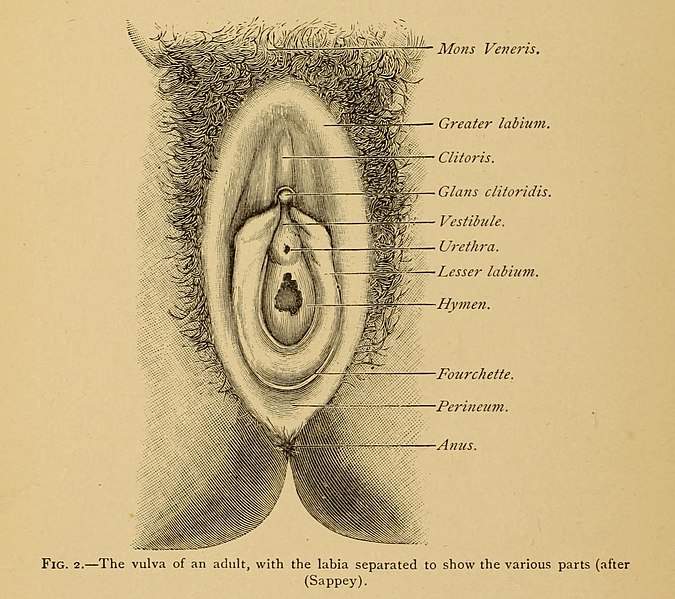 Mons Veneris.
Greater labium.
Clitoris.
Glans clitoridis.
Vestibule.
Urethra.
Lesser labium.
Hymen.
Fourchette.
Perineum.
Anus.
FIG. 2.—The vulva of an adult, with the labia separated to show the various parts (after
(Sappey).